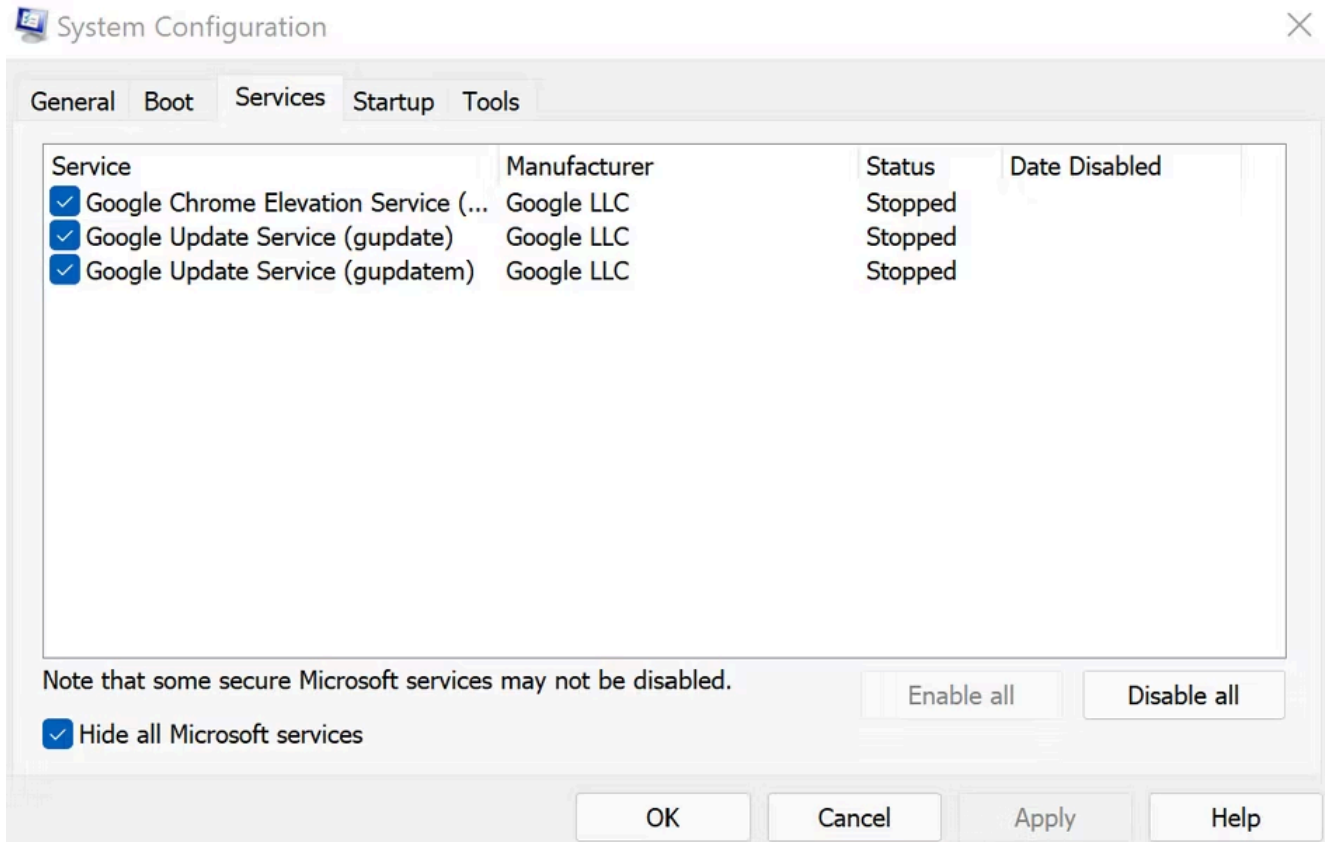 System Configuration
General Boot Services Startup Tools
Service Manufacturer Status Date Disabled
Google Chrome Elevation Service (... Google LLC Stopped
Google Update Service (gupdate) Google LLC Stopped
Google Update Service (gupdatem) Google LLC Stopped
Note that some secure Microsoft services may not be disabled.
Enable all Disable all
Hide all Microsoft services
OK Cancel Apply Help